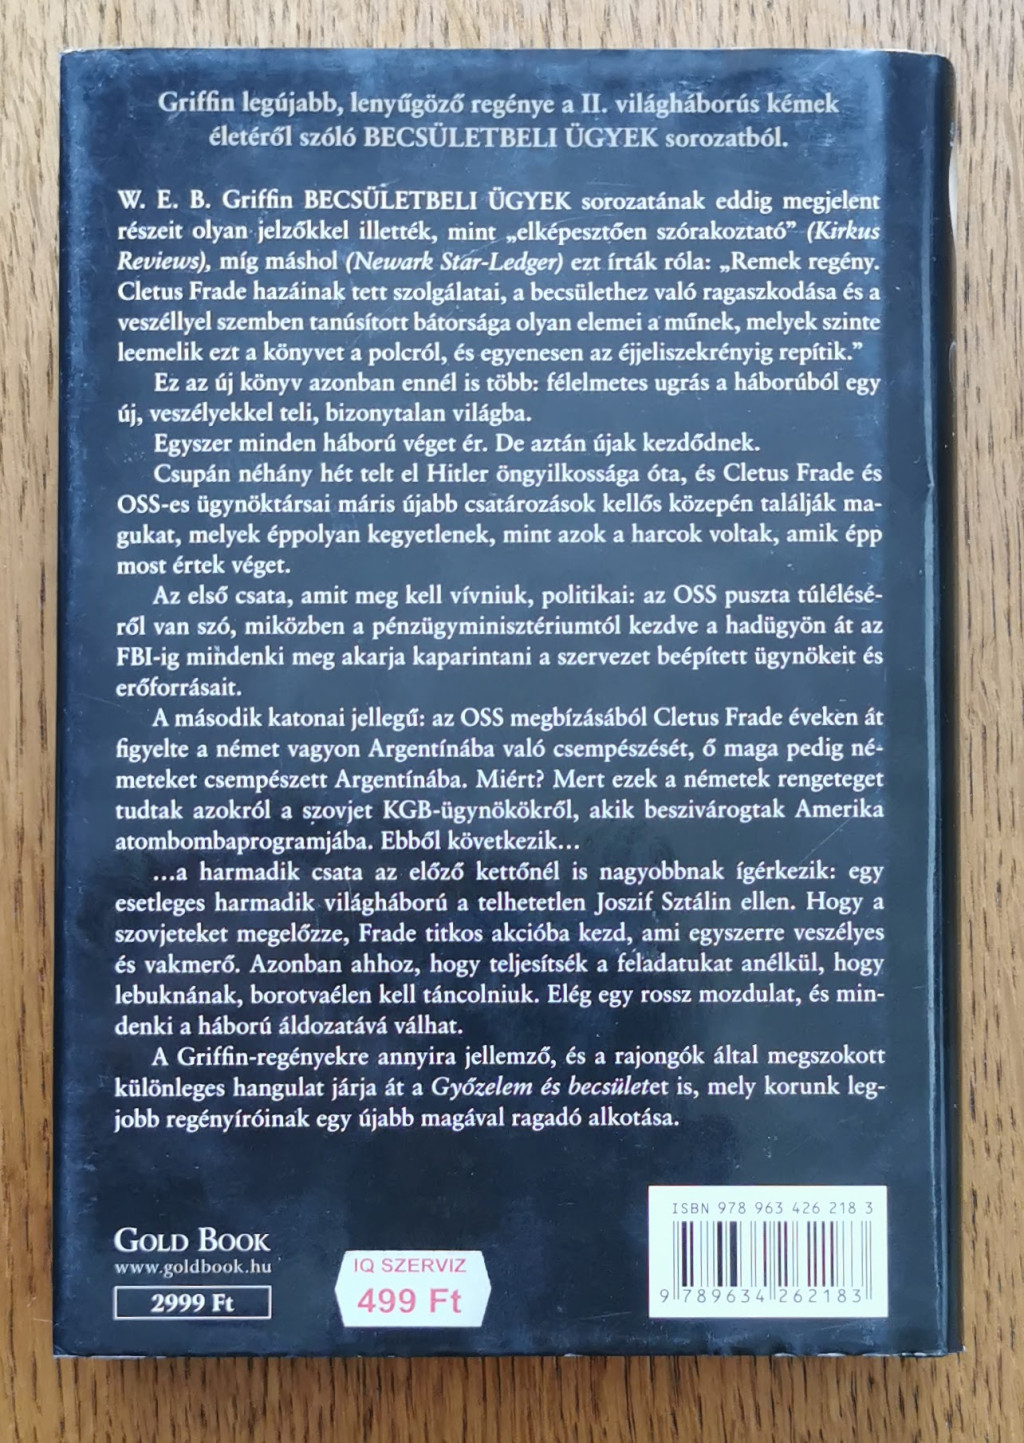 Griffin legújabb, lenyűgöző regénye a II. világháborús kémek
életéről szóló BECSÜLETBELI ÜGYEK sorozatból.
W. E. B. Griffin BECSÜLETBELI ÜGYEK sorozatának eddig megjelent
részeit olyan jelzőkkel illették, mint „elképesztően szórakoztató” (Kirkus
Reviews), míg máshol (Newark Star-Ledger) ezt írták róla: „Remek regény.
Cletus Frade hazáinak tett szolgálatai, a becsülethez való ragaszkodása és a
veszéllyel szemben tanúsított bátorsága olyan elemei a műnek, melyek szinte
leemelik ezt a könyvet a polcról, és egyenesen az éjjeliszekrényig repítik.”
Ez az új könyv azonban ennél is több: félelmetes ugrás a háborúból egy
új, veszélyekkel teli, bizonytalan világba.
Egyszer minden háború véget ér. De aztán újak kezdődnek.
Csupán néhány hét telt el Hitler öngyilkossága óta, és Cletus Frade és
OSS-es ügynöktársai máris újabb csatározások kellős közepén találják ma-
gukat, melyek éppolyan kegyetlenek, mint azok a harcok voltak, amik épp
most értek véget.
Az első csata, amit meg kell vívniuk, politikai: az OSS puszta túlélésé-
ről van szó, miközben a pénzügyminisztériumtól kezdve a hadügyön át az
FBI-ig mindenki meg akarja kaparintani a szervezet beépített ügynökeit és
erőforrásait.
A második katonai jellegű: az OSS megbízásából Cletus Frade éveken át
figyelte a német vagyon Argentínába való csempészését, ő maga pedig né-
meteket csempészett Argentínába. Miért? Mert ezek a németek rengeteget
tudtak azokról a szovjet KGB-ügynökökről, akik beszivárogtak Amerika
atombombaprogramjába. Ebből következik...
...a harmadik csata az előző kettőnél is nagyobbnak ígérkezik: egy
esetleges harmadik világháború a telhetetlen Joszif Sztálin ellen. Hogy a
szovjeteket megelőzze, Frade titkos akcióba kezd, ami egyszerre veszélyes
és vakmerő. Azonban ahhoz, hogy teljesítsék a feladatukat anélkül, hogy
lebuknának, borotvaélen kell táncolniuk. Elég egy rossz mozdulat, és min-
denki a háború áldozatává válhat.
A Griffin-regényekre annyira jellemző, és a rajongók által megszokott
különleges hangulat járja át a Győzelem és becsületet is, mely korunk leg-
jobb regényíróinak egy újabb magával ragadó alkotása.
GOLD BOOK
www.goldbook.hu
2999 Ft
IQ SZERVIZ
499 Ft
ISBN 978 963 426 218 3
9 789634 262183